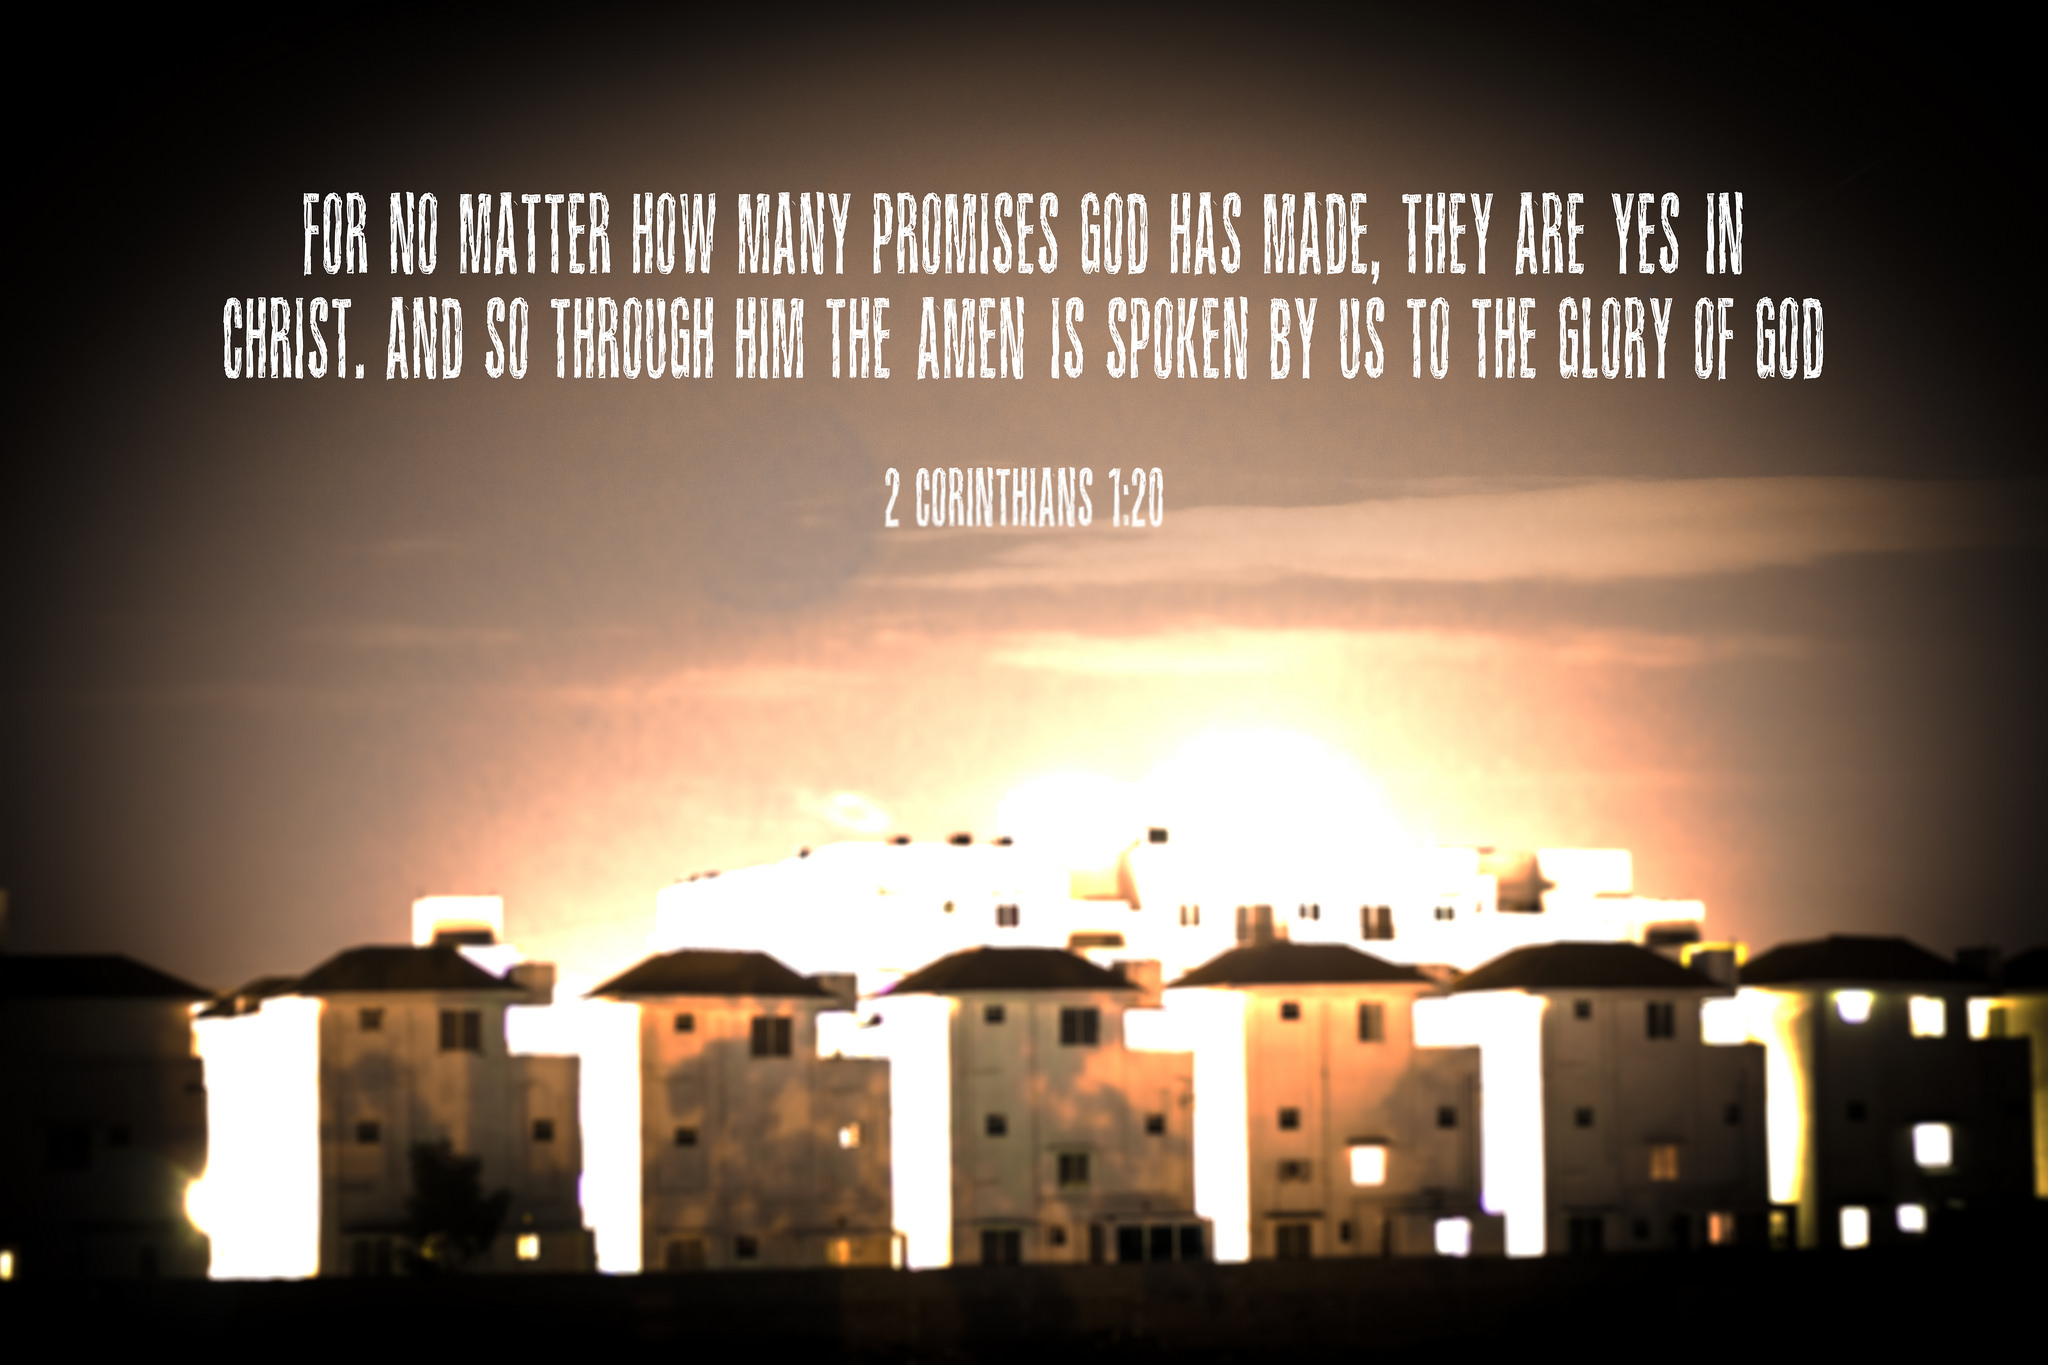 FOR NO MATTER HOW MANY PROMISES GOD HAS MADE, THEY ARE YES IN
CHRIST. AND SO THROUGH HIM THE AMEN IS SPOKEN BY US TO THE GLORY OF GOD
2 CORINTHIANS 1:20